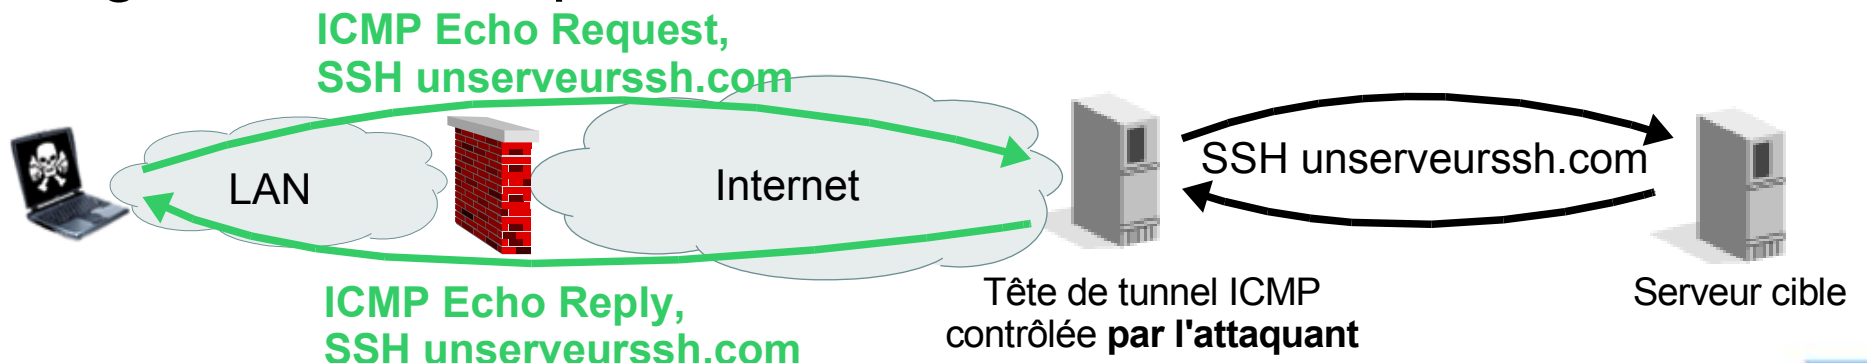 ICMP Echo Request,
SSH unserveurssh.com
LAN
Internet
SSH unserveurssh.com
ICMP Echo Reply,
SSH unserveurssh.com
Tête de tunnel ICMP
contrôlée par l'attaquant
Serveur cible